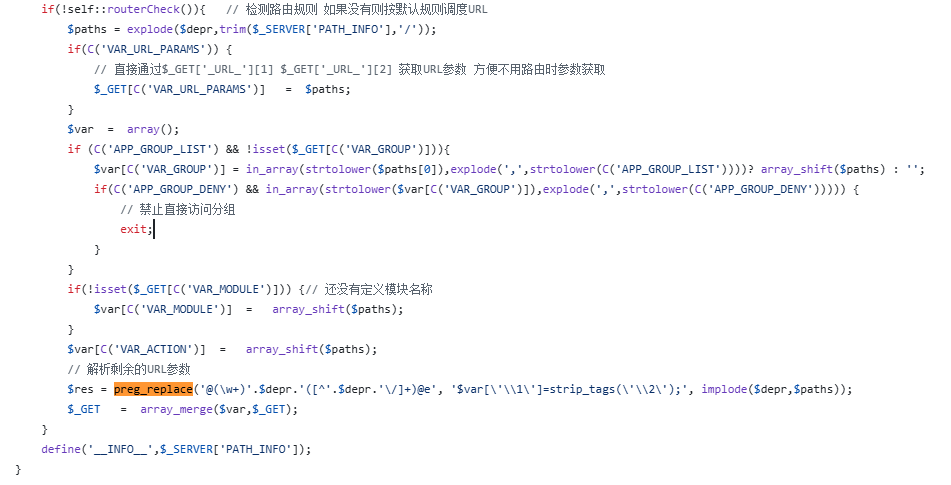 if(!self::routerCheck()){   // 检测路由规则 如果没有则按默认规则调度URL
$paths = explode($depr,trim($_SERVER['PATH_INFO'],'/'));
if(C('VAR_URL_PARAMS')) {
// 直接通过$_GET['_URL_'][1] $_GET['_URL_'][2] 获取URL参数 方便不用路由时参数获取
$_GET[C('VAR_URL_PARAMS')]   =  $paths;
}
$var  =  array();
if (C('APP_GROUP_LIST') && !isset($_GET[C('VAR_GROUP')])){
$var[C('VAR_GROUP')] = in_array(strtolower($paths[0]),explode(',',strtolower(C('APP_GROUP_LIST'))))? array_shift($paths) : '';
if(C('APP_GROUP_DENY') && in_array(strtolower($var[C('VAR_GROUP')]),explode(',',strtolower(C('APP_GROUP_DENY'))))) {
// 禁止直接访问分组
exit;
}
}
if(!isset($_GET[C('VAR_MODULE')])) {// 还没有定义模块名称
$var[C('VAR_MODULE')]  =   array_shift($paths);
}
$var[C('VAR_ACTION')]  =   array_shift($paths);
// 解析剩余的URL参数
$res = preg_replace('@(\w+)'.$depr.'([^'.$depr.'\/]+)@e', '$var[\'\\1\']=strip_tags(\'\\2\');', implode($depr,$paths));
$_GET   =  array_merge($var,$_GET);
}
define('__INFO__',$_SERVER['PATH_INFO']);
}